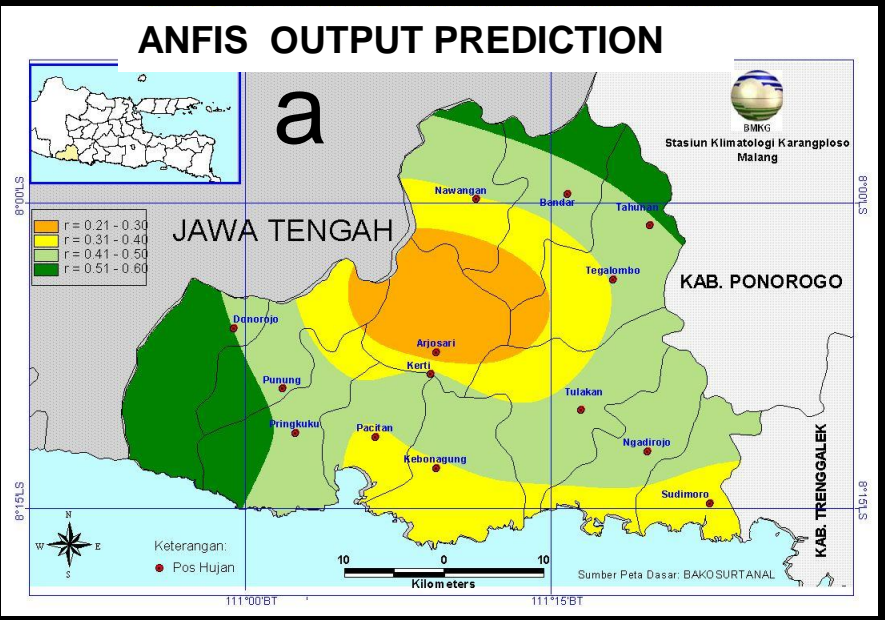 ANFIS OUTPUT PREDICTION
a
BMKG
Stasiun Klimatologi Karangploso
Malang
8°00'LS
8°00'LS
r = 0.21 - 0.30
r = 0.31 - 0.40
r = 0.41 - 0.50
r = 0.51 - 0.60
JAWA TENGAH
Nawangan
Bandar
Tahunan
Tegalombo
KAB. PONOROGO
Donorojo
Arjosari
Kerti
Punung
Tulakan
Pringkuku
Pacitan
Ngadirojo
Kebonagung
Sudimoro
KAB. TRENGGALEK
8°15'LS
8°15'LS
N
W
E
S
Keterangan:
Pos Hujan
10 0 10
Kilometers
Sumber Peta Dasar: BAKOSURTANAL
111°00'BT
111°15'BT